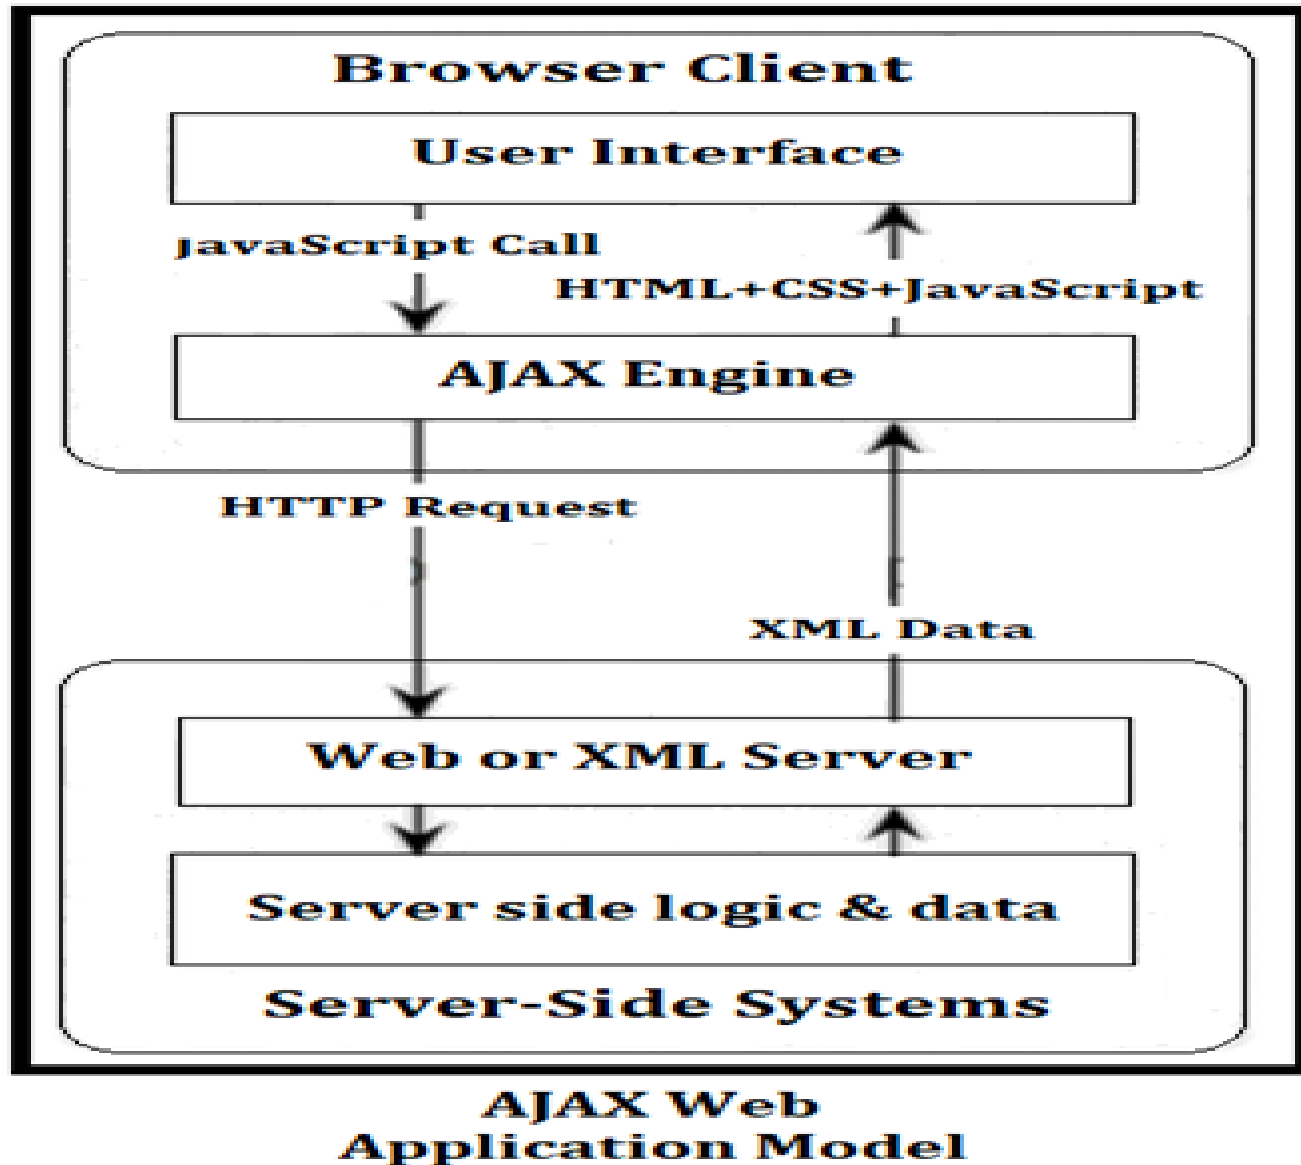 Browser Client
User Interface
JavaScript Call
HTML+CSS+JavaScript
AJAX Engine
HTTP Request
XML Data
Web or XML Server
Server side logic & data
Server-Side Systems
AJAX Web
Application Model